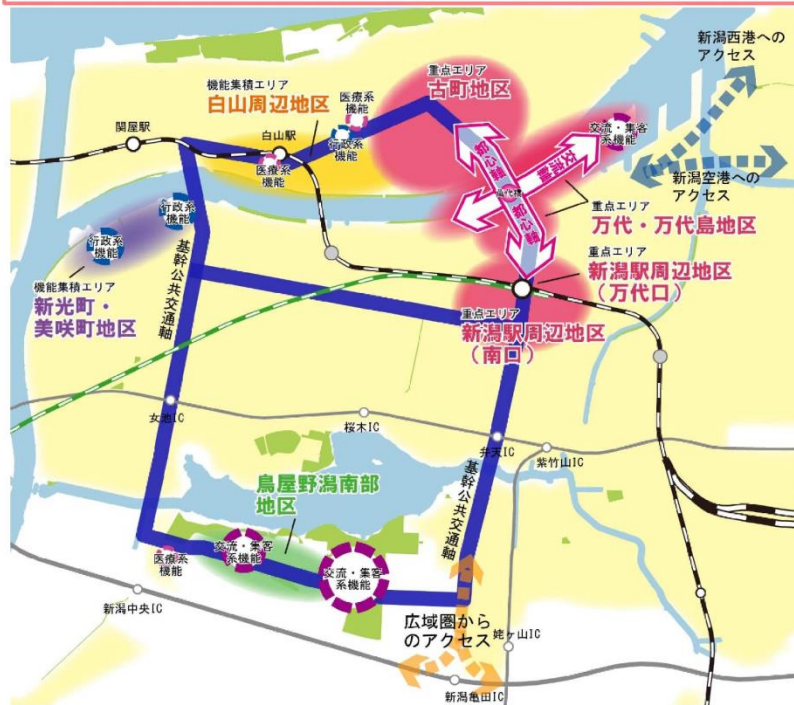 新潟西港への
アクセス
重点エリア
古町地区
機能集積エリア
白山周辺地区
医療系
機能
行政系
機能
関屋駅
白山駅
医療系
機能
交流・集客
系機能
都心軸
万代橋
都心軸
交流軸
新潟空港への
アクセス
重点エリア
万代・万代島地区
行政系
機能
行政系
機能
重点エリア
新潟駅周辺地区
(万代口)
機能集積エリア
新光町・
美咲町地区
基幹公共交通軸
重点エリア
新潟駅周辺地区
(南口)
女池IC
桜木IC
弁天IC
紫竹山IC
基幹公共交通軸
鳥屋野潟南部
地区
医療系
機能
交流・集客
系機能
交流・集客
系機能
新潟中央IC
広域圏から
のアクセス
姥ヶ山IC
新潟亀田IC